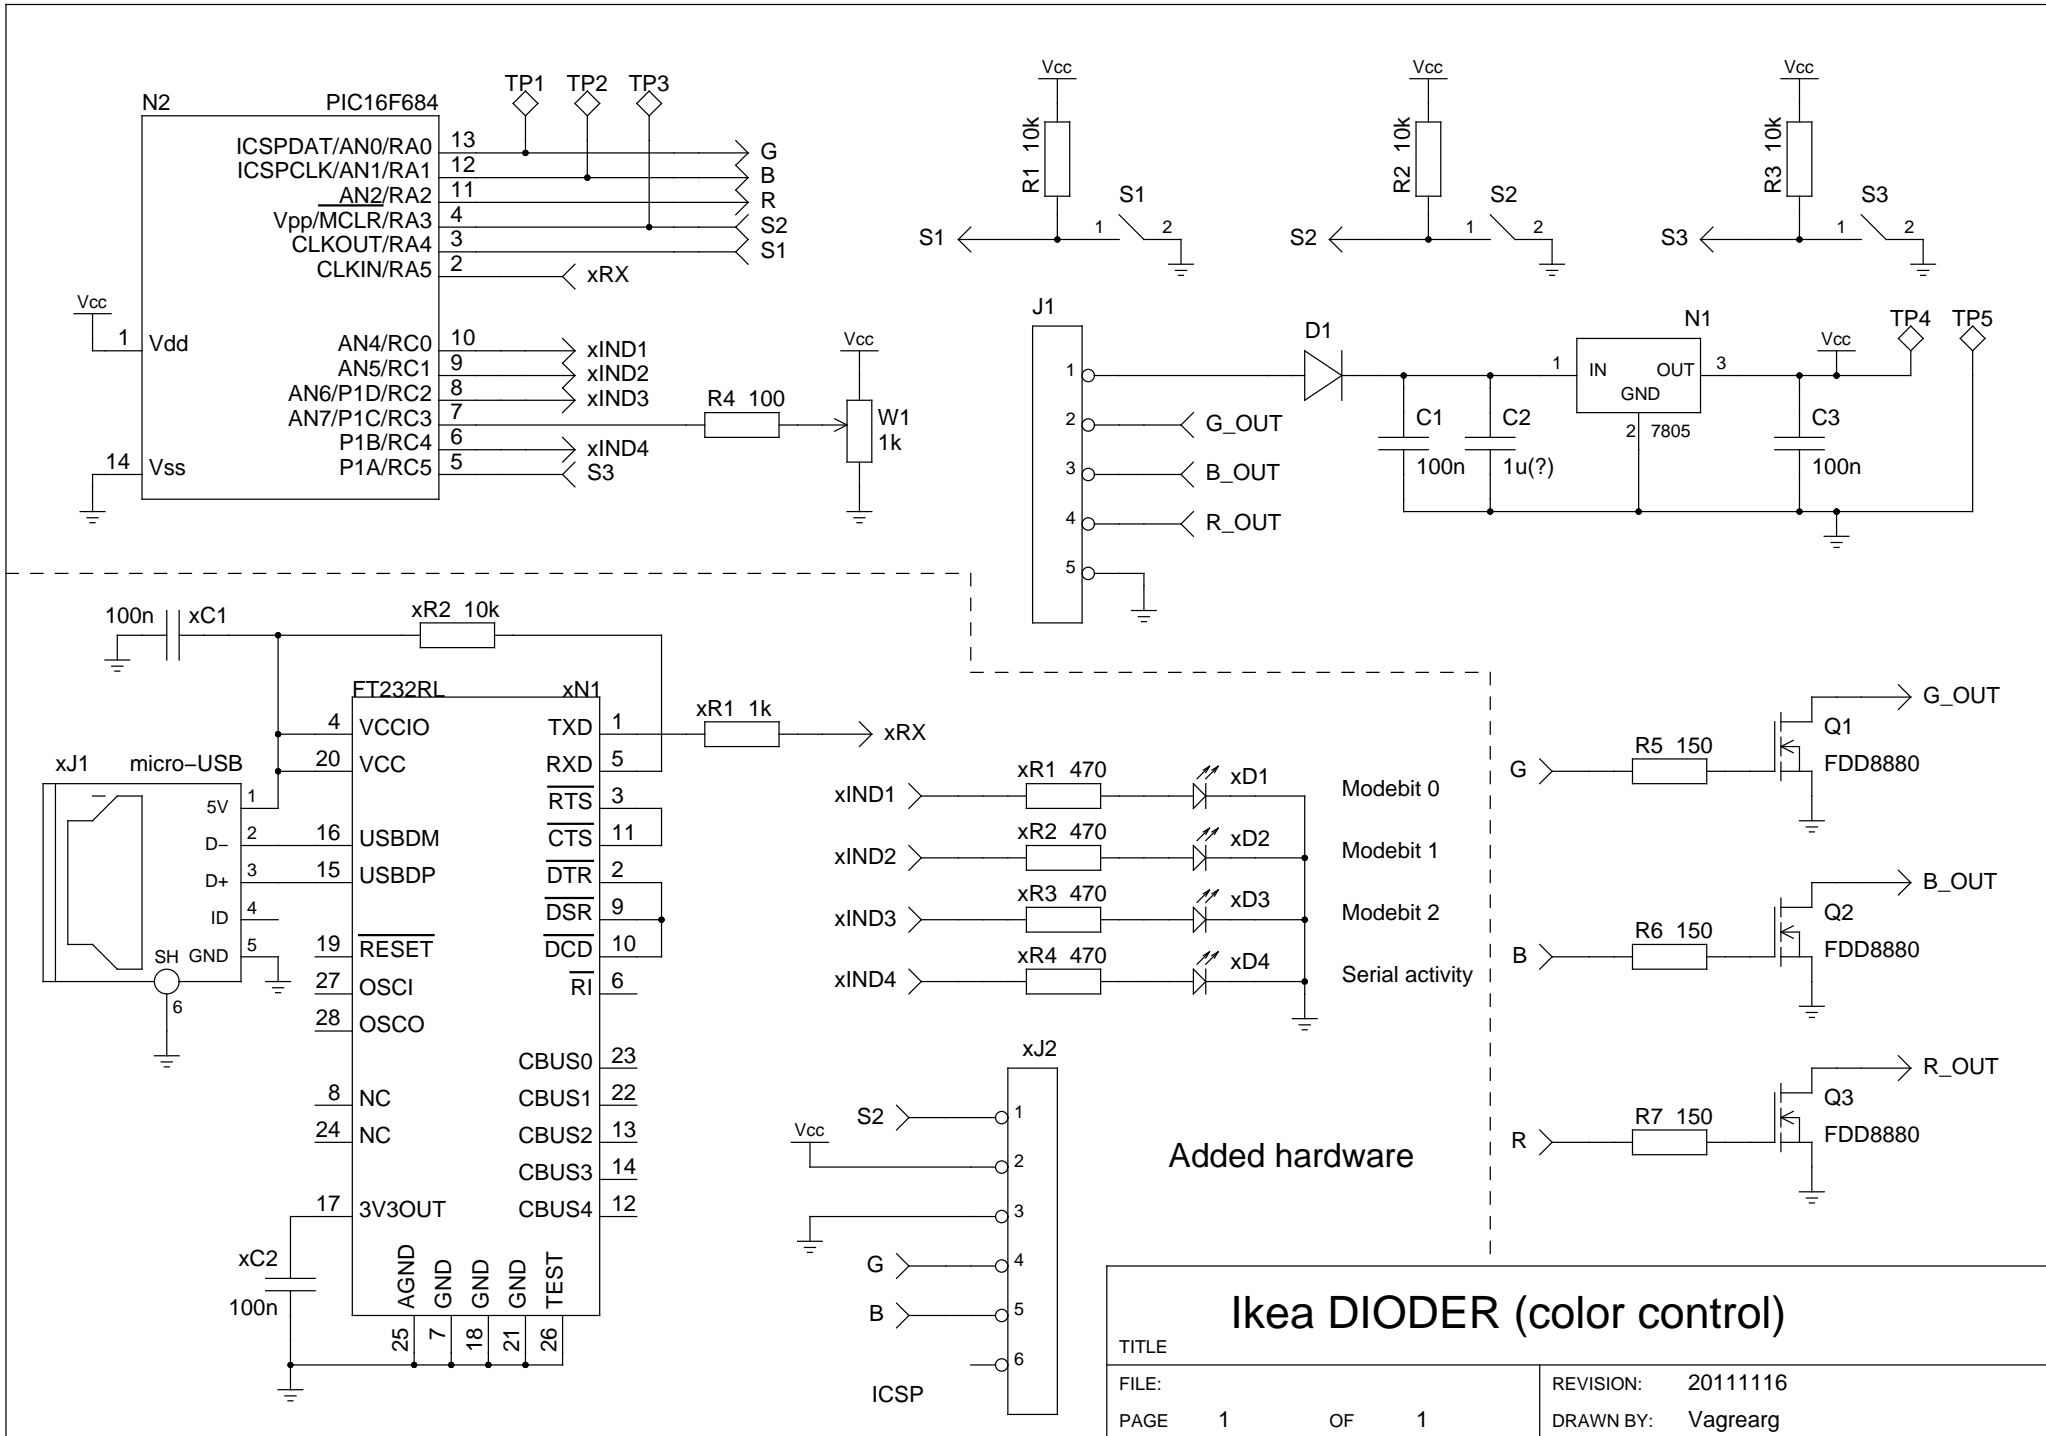 N2 PIC16F684
TP1 TP2 TP3
ICSPDAT/AN0/RA0 13 G
ICSPCLK/AN1/RA1 12 B
AN2/RA2 11 R
Vpp/MCLR/RA3 4 S2
CLKOUT/RA4 3 S1
CLKIN/RA5 2 xRX
Vcc
1 Vdd
AN4/RC0 10 xIND1
AN5/RC1 9 xIND2
AN6/P1D/RC2 8 xIND3
AN7/P1C/RC3 7
P1B/RC4 6 xIND4
P1A/RC5 5 S3
14 Vss
R4 100
Vcc
W1
1k
Vcc
R1 10k
S1
S1 1 2
Vcc
R2 10k
S2
S2 1 2
Vcc
R3 10k
S3
S3 1 2
J1
1
2 G_OUT
3 B_OUT
4 R_OUT
5
D1
C1
100n
C2
1u(?)
N1
1 IN OUT 3
GND
2 7805
Vcc
C3
100n
TP4 TP5
100n xC1
xR2 10k
FT232RL xN1
4 VCCIO
20 VCC
16 USBDM
15 USBDP
19 RESET
27 OSCI
28 OSCO
8 NC
24 NC
17 3V3OUT
TXD 1
RXD 5
RTS 3
CTS 11
DTR 2
DSR 9
DCD 10
RI 6
CBUS0 23
CBUS1 22
CBUS2 13
CBUS3 14
CBUS4 12
AGND GND GND GND TEST
25 7 18 21 26
xC2
100n
xJ1 micro−USB
5V 1
D− 2
D+ 3
ID 4
GND 5
SH
6
xR1 1k
xRX
xIND1 xR1 470 xD1 Modebit 0
xIND2 xR2 470 xD2 Modebit 1
xIND3 xR3 470 xD3 Modebit 2
xIND4 xR4 470 xD4 Serial activity
xJ2
S2 1
Vcc
2
3
G 4
B 5
6
ICSP
Added hardware
G_OUT
Q1
FDD8880
G R5 150
B_OUT
Q2
FDD8880
B R6 150
R_OUT
Q3
FDD8880
R R7 150
Ikea DIODER (color control)
TITLE
FILE:
REVISION: 20111116
PAGE 1 OF 1
DRAWN BY: Vagrearg